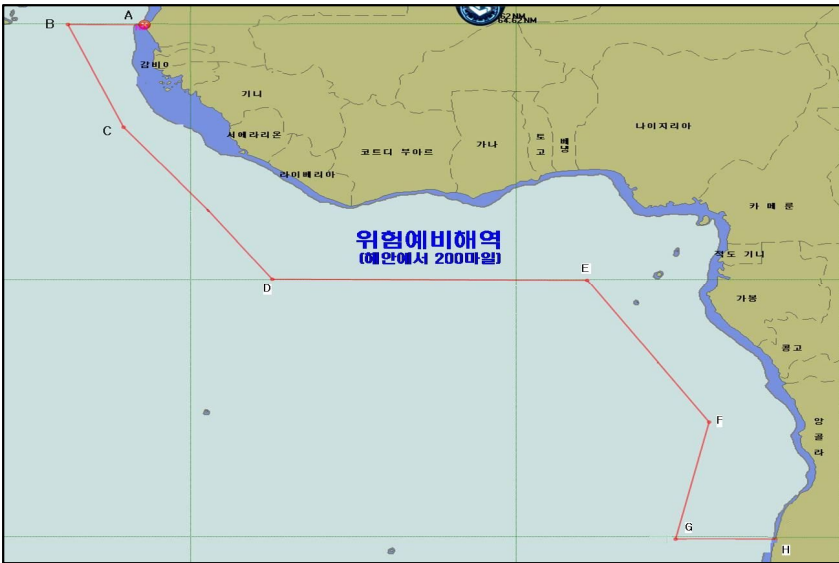 62NM
64.62NM
A
B
감비아
기니
C
시에라리온
라이베리아
코트디 부아르
가나
토고
베냉
나이지리아
카 메 룬
위험예비해역
(해안에서 200마일)
적도 기니
D
E
가봉
콩고
F
앙골라
G
H